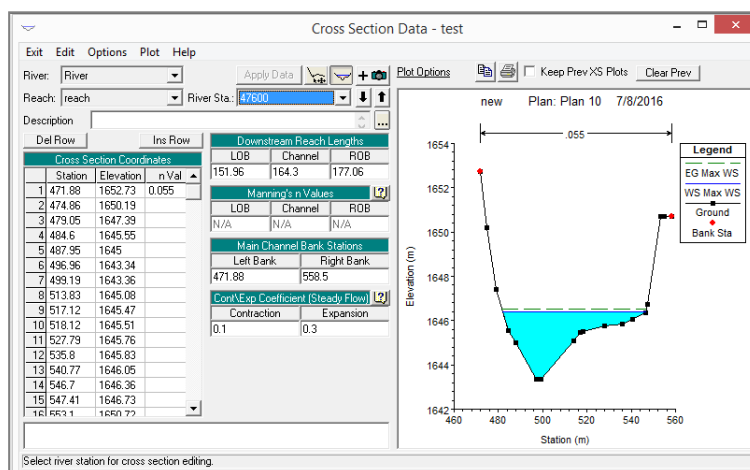 Cross Section Data - test
Exit Edit Options Plot Help
River: River Apply Data Plot Options Keep Prev XS Plots Clear Prev
Reach: reach River Sta.: 47600
Description ...
Del Row Ins Row
Cross Section Coordinates
Station Elevation n Val
1 471.88 1652.73 0.055
2 474.86 1650.19
3 479.05 1647.39
4 484.6 1645.55
5 487.95 1645
6 496.96 1643.34
7 499.19 1643.36
8 513.83 1645.08
9 517.12 1645.47
10 518.12 1645.51
11 527.79 1645.76
12 535.8 1645.83
13 540.77 1646.05
14 546.7 1646.36
15 547.41 1646.73
16 553.1 1650.72
Downstream Reach Lengths
LOB Channel ROB
151.96 164.3 177.06
Manning's n Values
LOB Channel ROB
N/A N/A N/A
Main Channel Bank Stations
Left Bank Right Bank
471.88 558.5
Cont\Exp Coefficient (Steady Flow)
Contraction Expansion
0.1 0.3
new Plan: Plan 10 7/8/2016
.055
1654
1652
1650
1648
1646
1644
1642
Elevation (m)
460 480 500 520 540 560
Station (m)
Legend
EG Max WS
WS Max WS
Ground
Bank Sta
Select river station for cross section editing.